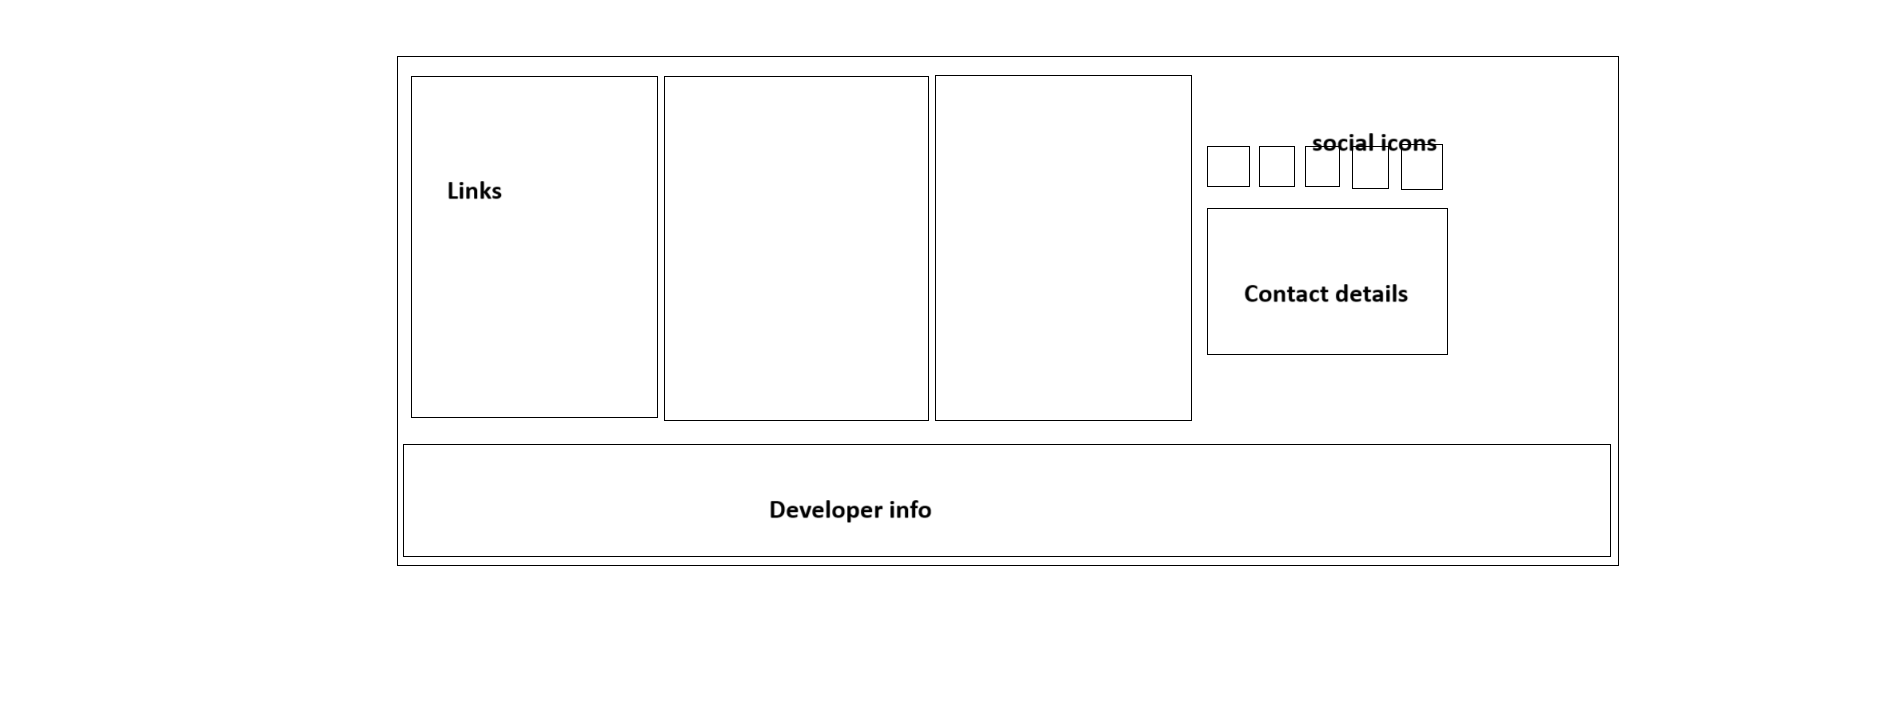 social icons
Links
Contact details
Developer info